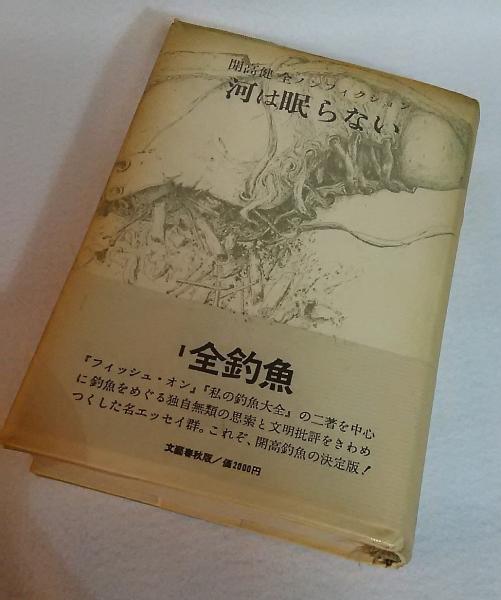 開高健 全ノンフィクション
河は眠らない
I 全釣魚
『フィッシュ・オン』『私の釣魚大全』の二著を中心
に釣魚をめぐる独自無類の思索と文明批評をきわめ
つくした名エッセイ群。これぞ、開高釣魚の決定版！
文藝春秋版／価2000円